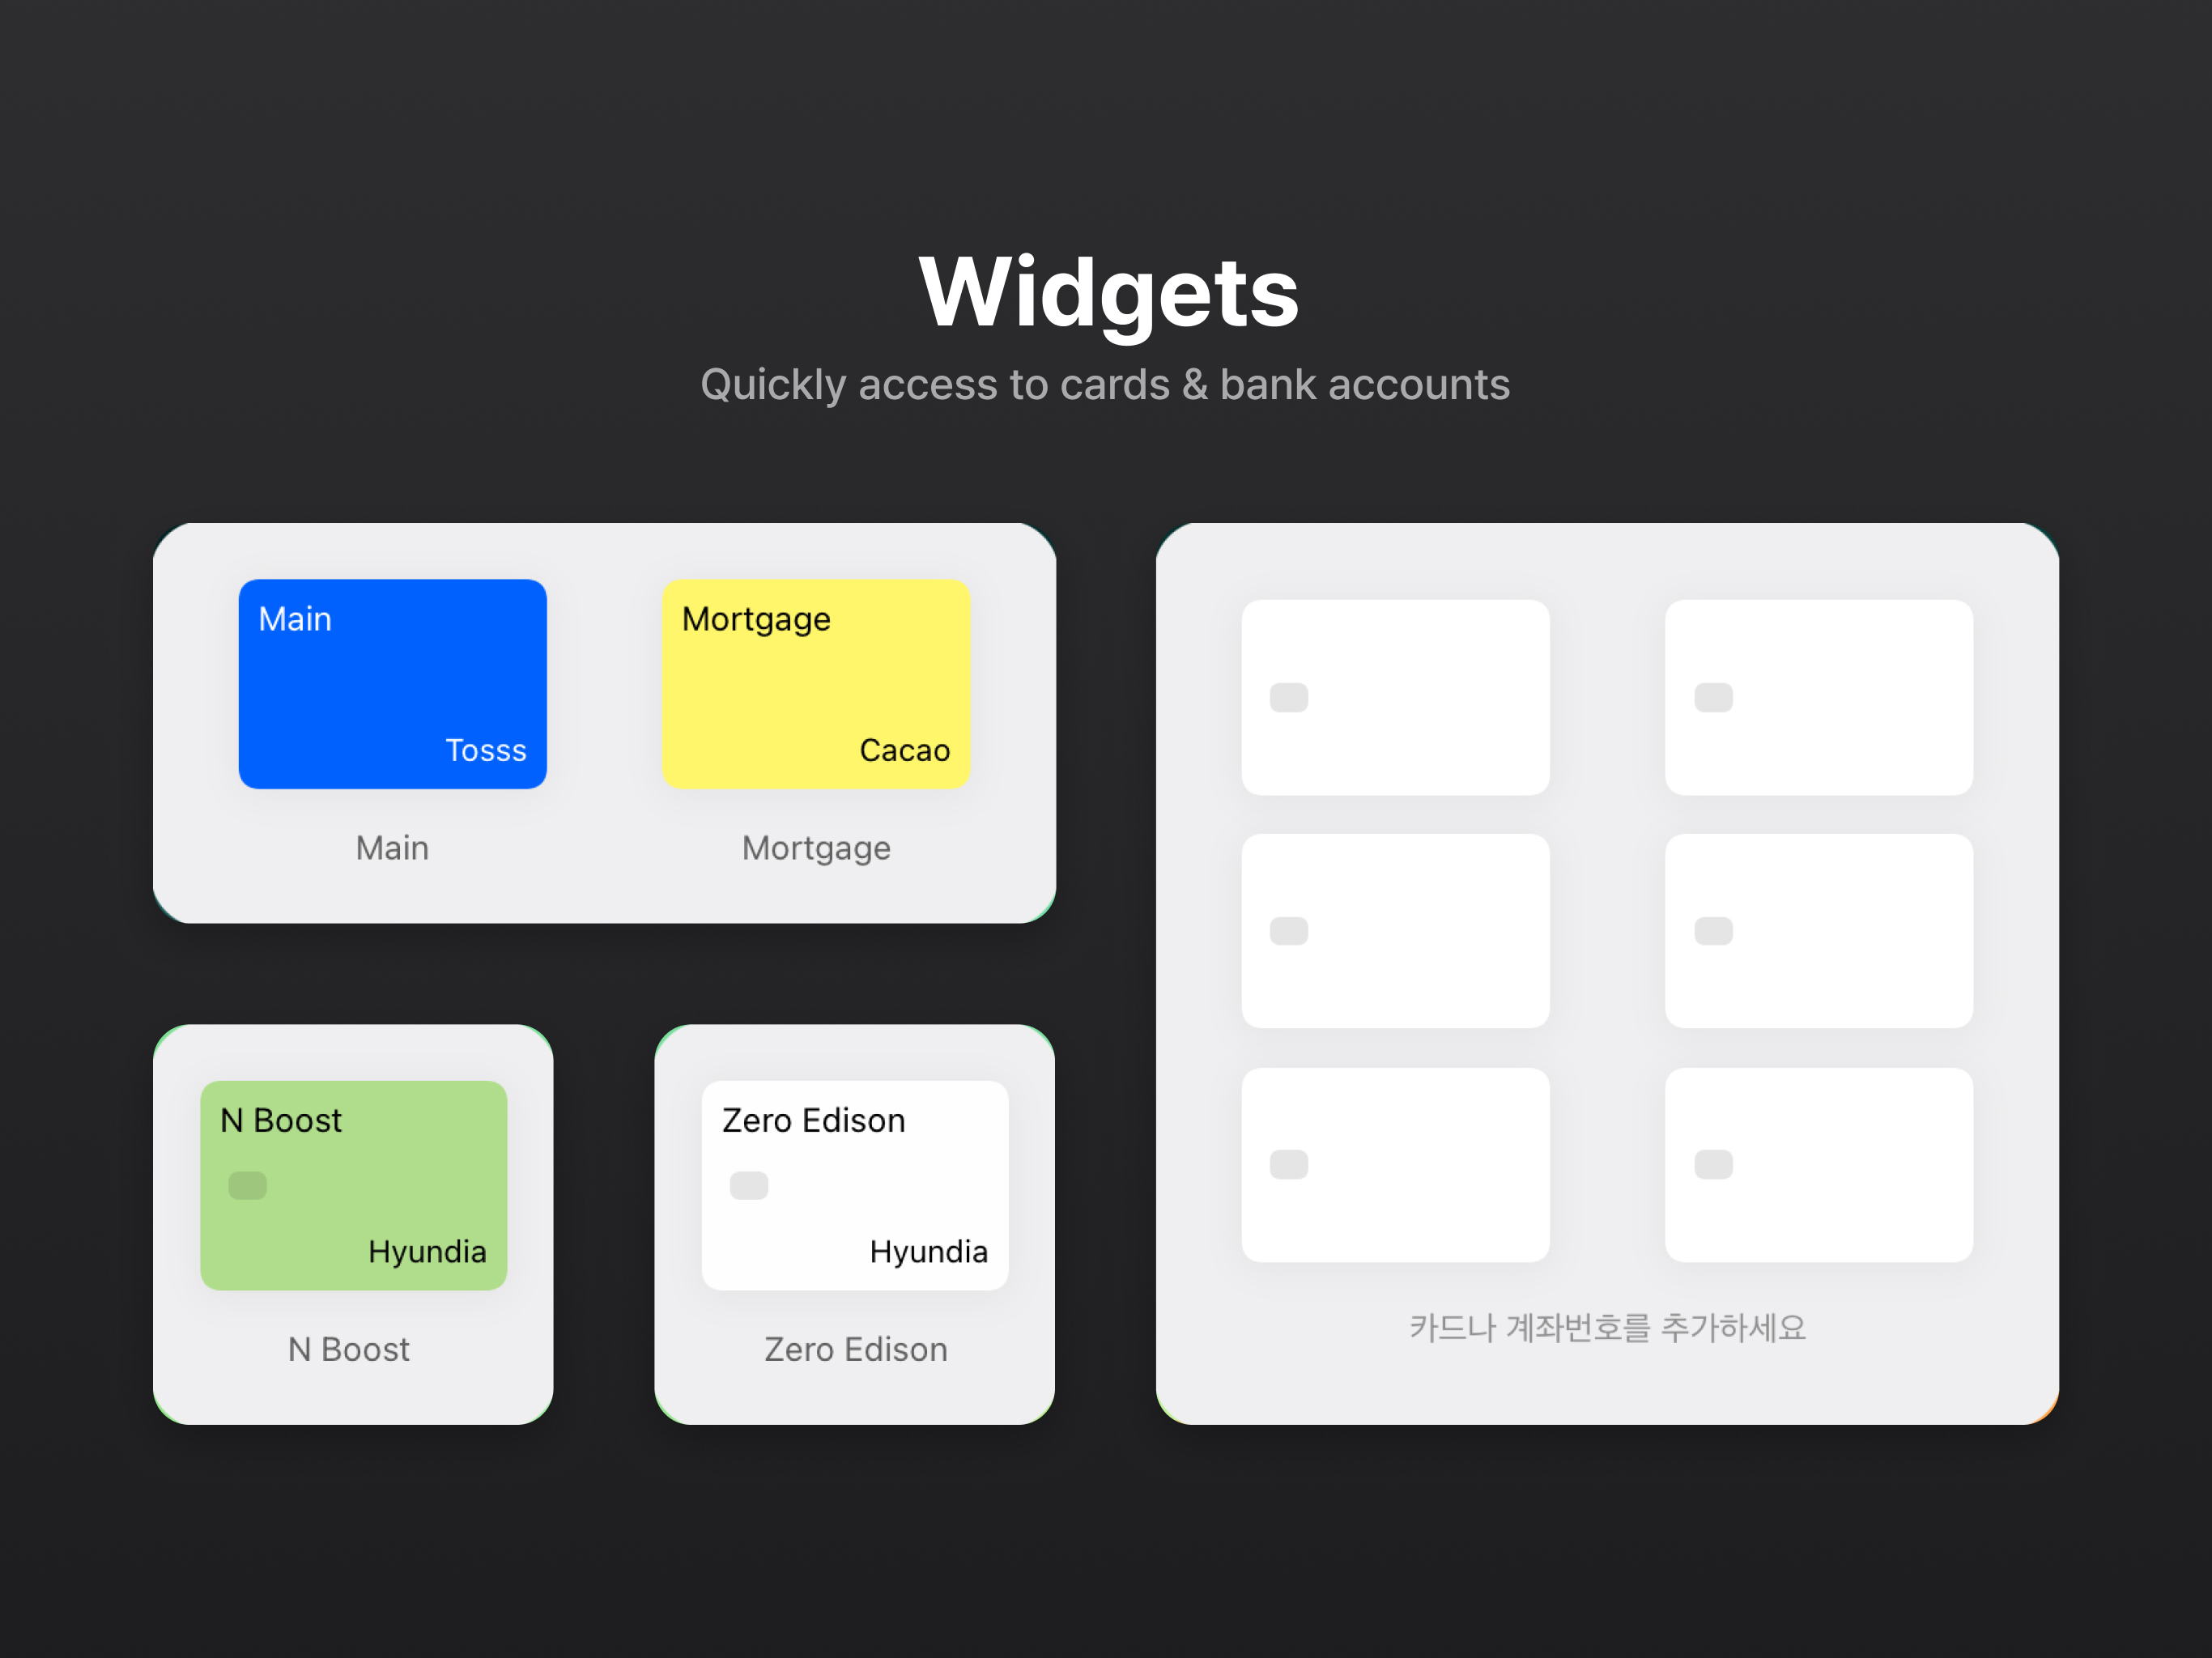 Widgets
Quickly access to cards & bank accounts
Main
Tosss
Main
Mortgage
Cacao
Mortgage
N Boost
Hyundia
N Boost
Zero Edison
Hyundia
Zero Edison
카드나 계좌번호를 추가하세요